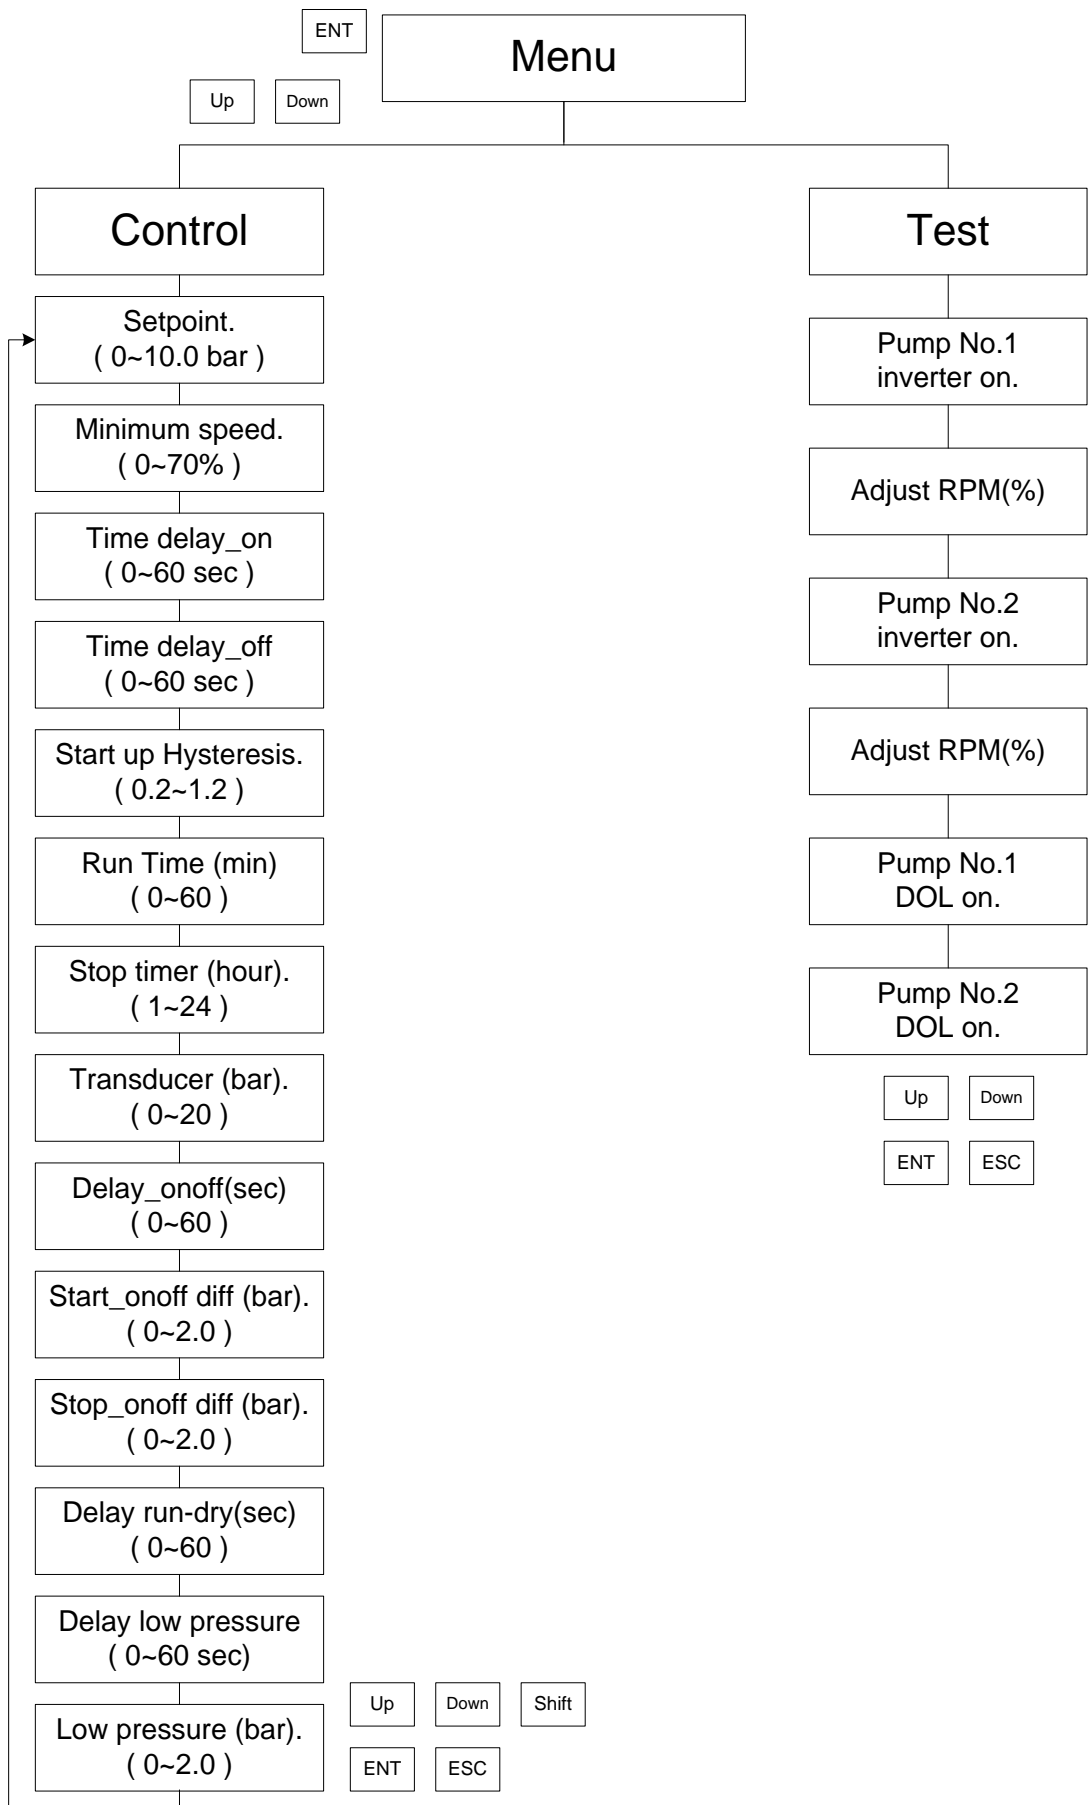 ENT
Menu
Up
Down
Control
Setpoint.
( 0~10.0 bar )
Minimum speed.
( 0~70% )
Time delay_on
( 0~60 sec )
Time delay_off
( 0~60 sec )
Start up Hysteresis.
( 0.2~1.2 )
Run Time (min)
( 0~60 )
Stop timer (hour).
( 1~24 )
Transducer (bar).
( 0~20 )
Delay_onoff(sec)
( 0~60 )
Start_onoff diff (bar).
( 0~2.0 )
Stop_onoff diff (bar).
( 0~2.0 )
Delay run-dry(sec)
( 0~60 )
Delay low pressure
( 0~60 sec)
Low pressure (bar).
( 0~2.0 )
Up
Down
Shift
ENT
ESC
Test
Pump No.1
inverter on.
Adjust RPM(%)
Pump No.2
inverter on.
Adjust RPM(%)
Pump No.1
DOL on.
Pump No.2
DOL on.
Up
Down
ENT
ESC